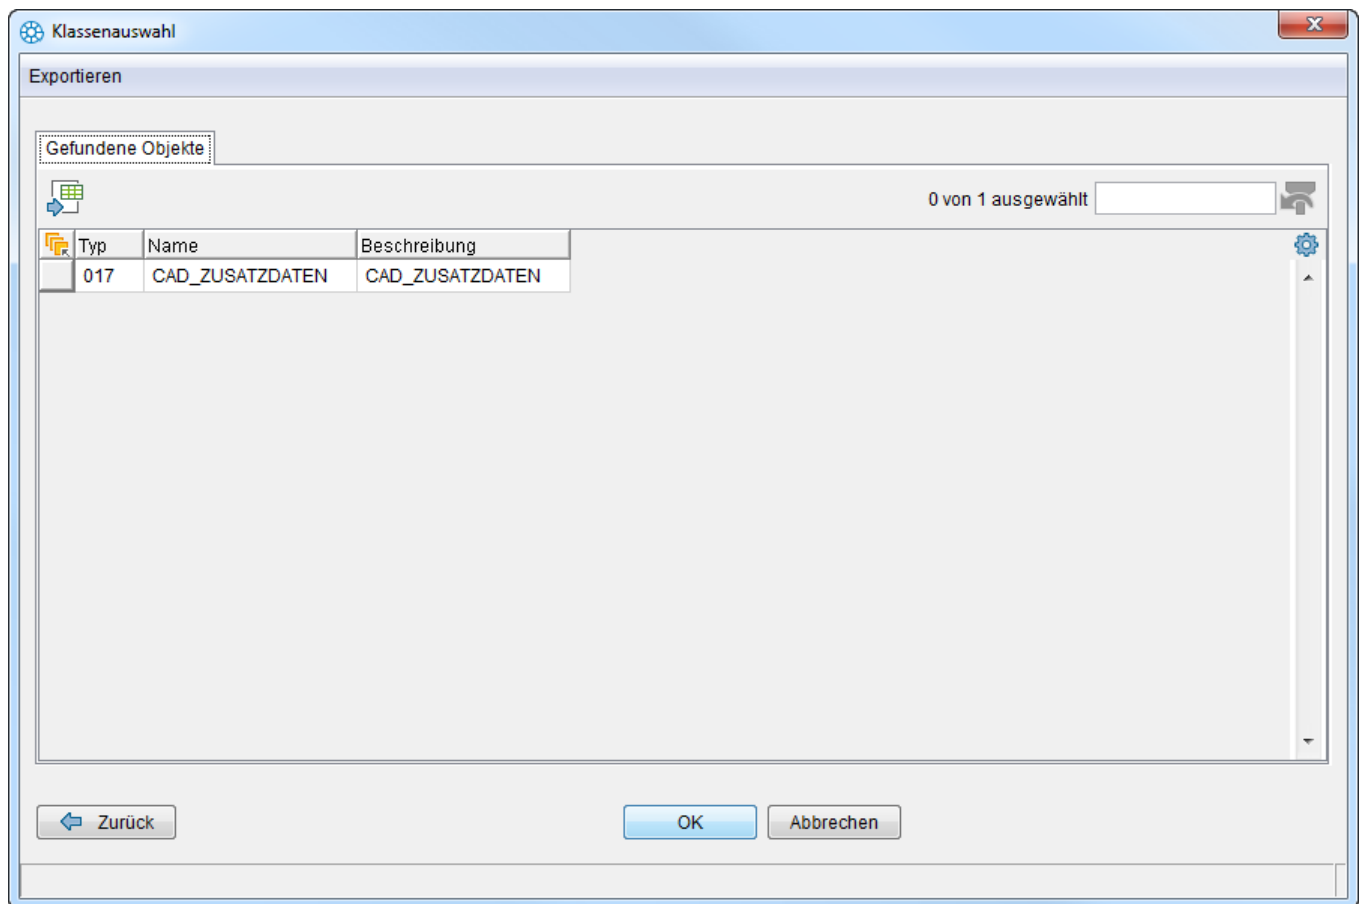 Klassenauswahl
Exportieren
Gefundene Objekte
0 von 1 ausgewählt
Typ Name Beschreibung
017 CAD_ZUSATZDATEN CAD_ZUSATZDATEN
Zurück OK Abbrechen